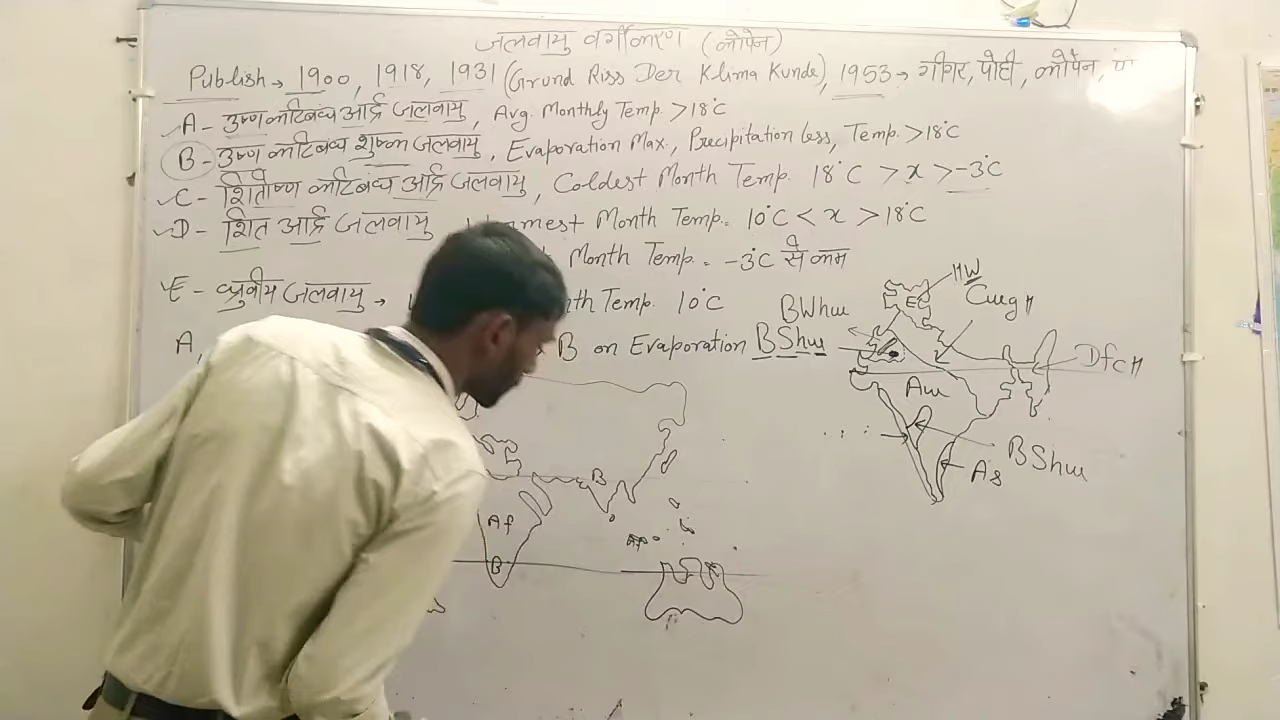 जलवायु वर्गीकरण (कोपेन)
Publish → 1900, 1918, 1931 (Grund Riss Der Klima Kunde), 1953 → गीगर, पोही, कोपेन,
A - उष्ण कटिबन्ध आर्द्र जलवायु, Avg. Monthly Temp. > 18°C
B - उष्ण कटिबन्ध शुष्क जलवायु, Evaporation Max., Precipitation less, Temp. > 18°C
C - शितोष्ण कटिबन्ध आर्द्र जलवायु, Coldest Month Temp. 18°C > x > -3°C
D - शित आर्द्र जलवायु Month Temp. 10°C < x > 18°C
Month Temp. -3°C से कम
E - ध्रुवीय जलवायु → Month Temp. 10°C
A, B on Evaporation BShw
BWhw
HW
CwgH
DfcH
Aw
BShw
As
B
Af
B